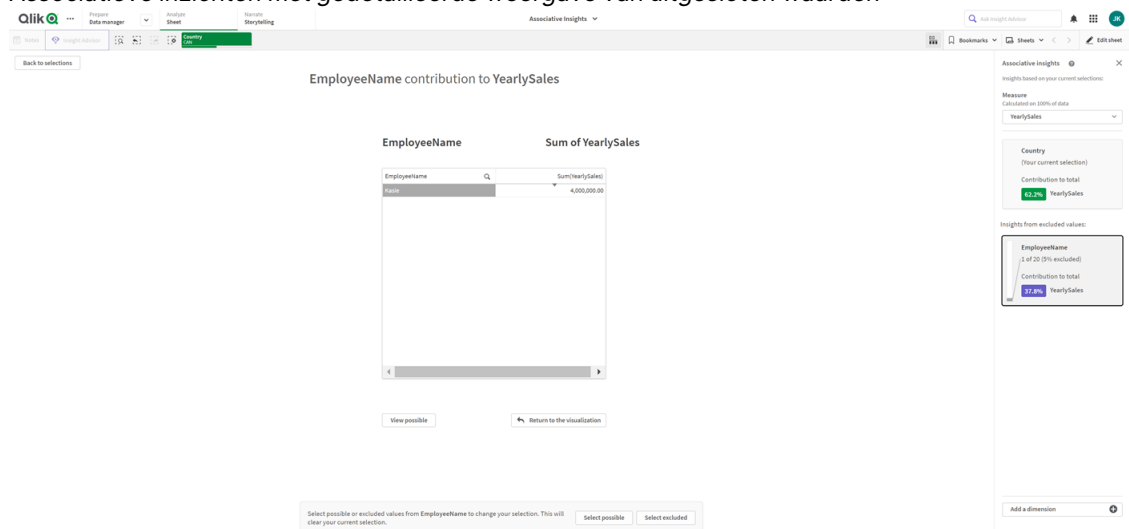 Associatieve inzichten met gedetailleerde weergave van uitgesloten waarden
Qlik
Prepare
Data manager
Analyze
Sheet
Narrate
Storytelling
Associative Insights
Ask Insight Advisor
JK
Notes
Insight Advisor
Country
CAN
Bookmarks
Sheets
Edit sheet
Back to selections
EmployeeName contribution to YearlySales
EmployeeName
Sum of YearlySales
EmployeeName
Sum(YearlySales)
Kasie
4,000,000.00
View possible
Return to the visualization
Select possible or excluded values from EmployeeName to change your selection. This will
clear your current selection.
Select possible
Select excluded
Associative insights
Insights based on your current selections:
Measure
Calculated on 100% of data
YearlySales
Country
(Your current selection)
Contribution to total
62.2% YearlySales
Insights from excluded values:
EmployeeName
1 of 20 (5% excluded)
Contribution to total
37.8% YearlySales
Add a dimension